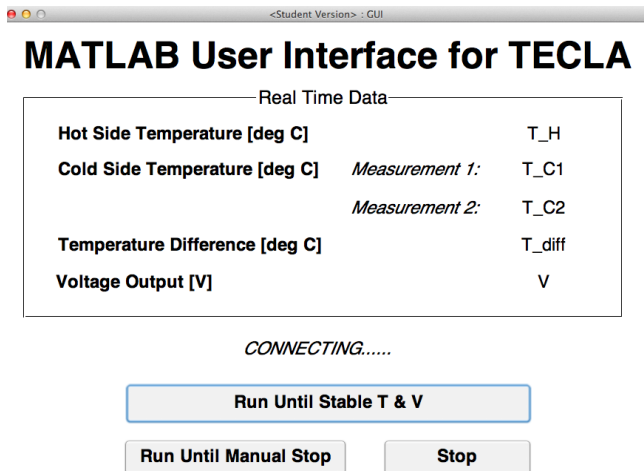 <Student Version> : GUI
MATLAB User Interface for TECLA
Real Time Data
Hot Side Temperature [deg C] T_H
Cold Side Temperature [deg C] Measurement 1: T_C1
Measurement 2: T_C2
Temperature Difference [deg C] T_diff
Voltage Output [V] V
CONNECTING......
Run Until Stable T & V
Run Until Manual Stop Stop